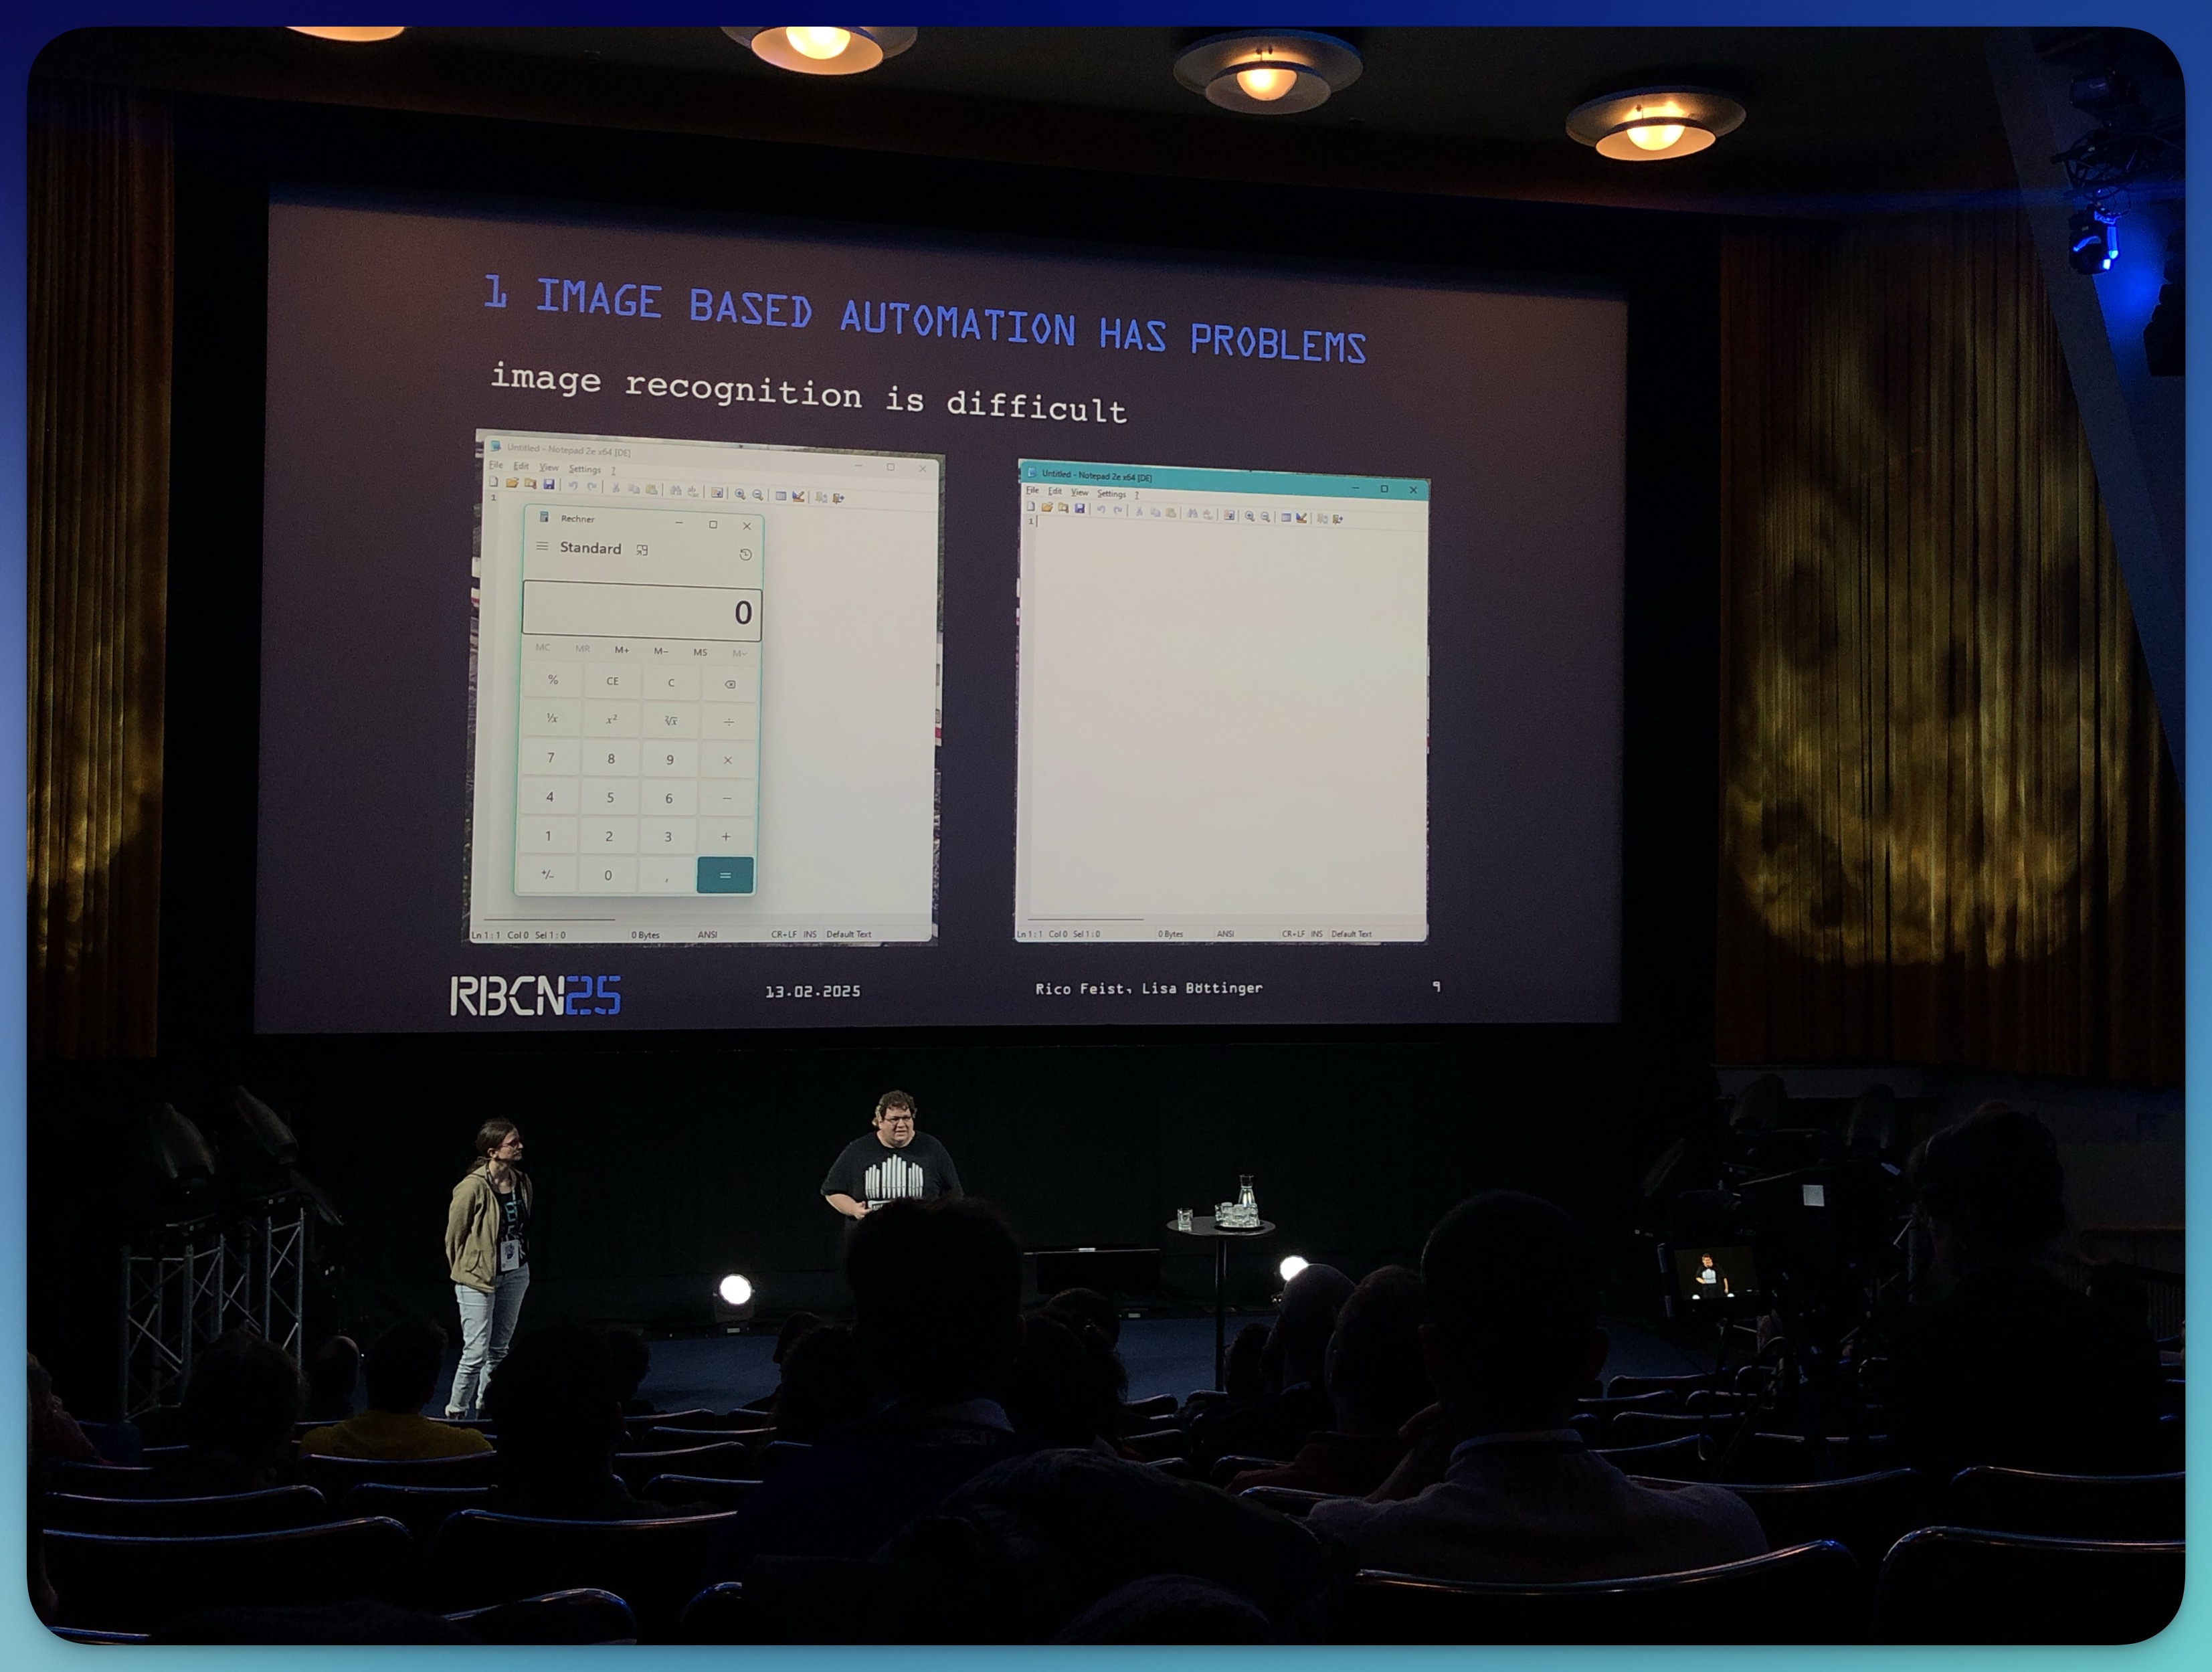 1 IMAGE BASED AUTOMATION HAS PROBLEMS
image recognition is difficult
Untitled - Notepad 2e x64 [DE]
File Edit View Settings ?
1
Rechner
Standard
0
MC MR M+ M- MS M˅
% CE C
¹/x x² ²√x ÷
7 8 9 ×
4 5 6 −
1 2 3 +
+/- 0 , =
Ln 1 : 1 Col 0 Sel 1 : 0 0 Bytes ANSI CR+LF INS Default Text
Untitled - Notepad 2e x64 [DE]
File Edit View Settings ?
1
Ln 1 : 1 Col 0 Sel 1 : 0 0 Bytes ANSI CR+LF INS Default Text
RBCN25 13.02.2025 Rico Feist, Lisa Böttinger 9